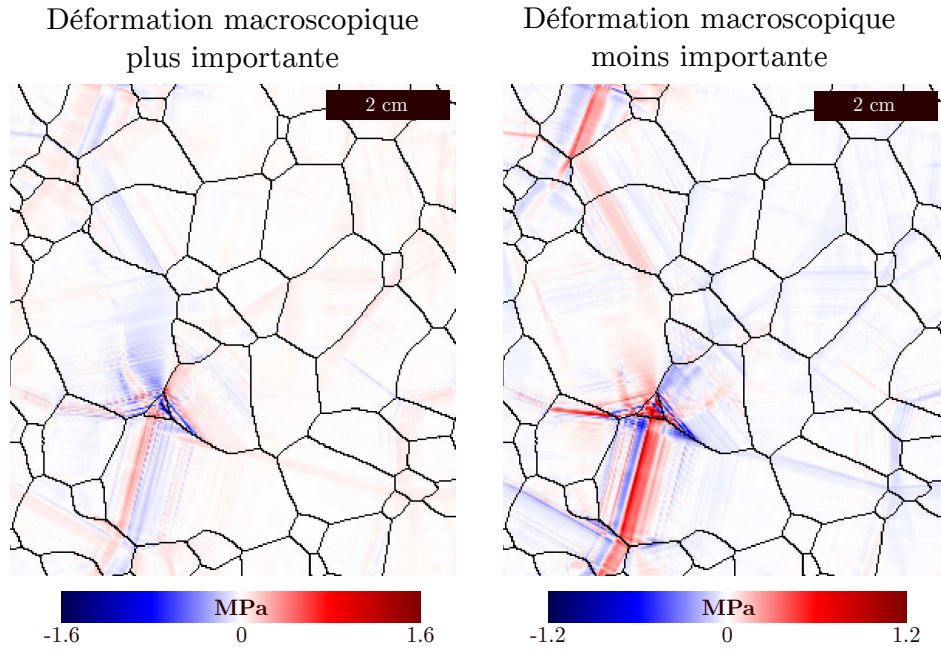 Déformation macroscopique
plus importante
Déformation macroscopique
moins importante
2 cm
2 cm
MPa
-1.6
0
1.6
MPa
-1.2
0
1.2